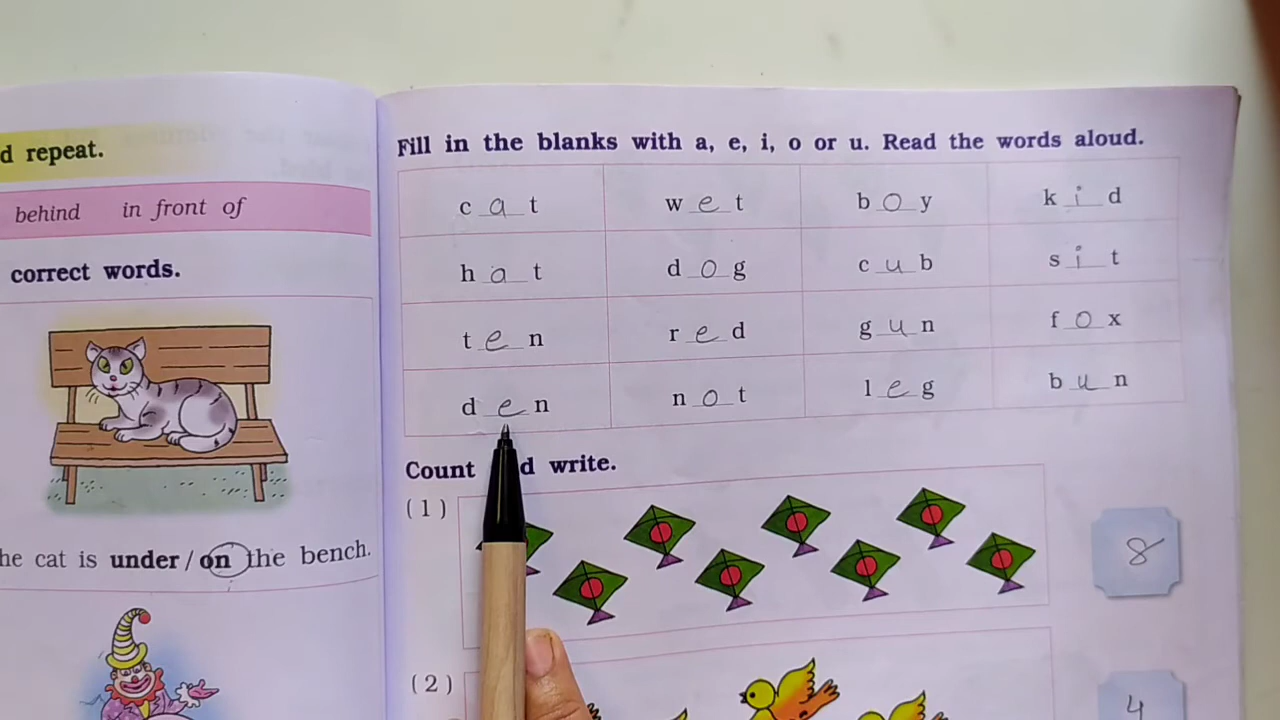 d repeat.
behind in front of
correct words.
he cat is under / on the bench.
Fill in the blanks with a, e, i, o or u. Read the words aloud.
c a t w e t b o y k i d
h a t d o g c u b s i t
t e n r e d g u n f o x
d e n n o t l e g b u n
Count d write.
(1)
8
(2)
4